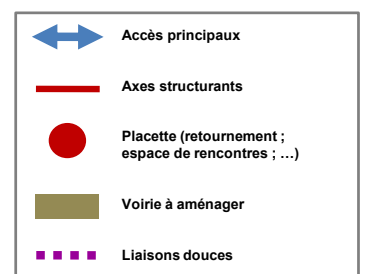 Accès principaux
Axes structurants
Placette (retournement ;
espace de rencontres ; …)
Voirie à aménager
Liaisons douces